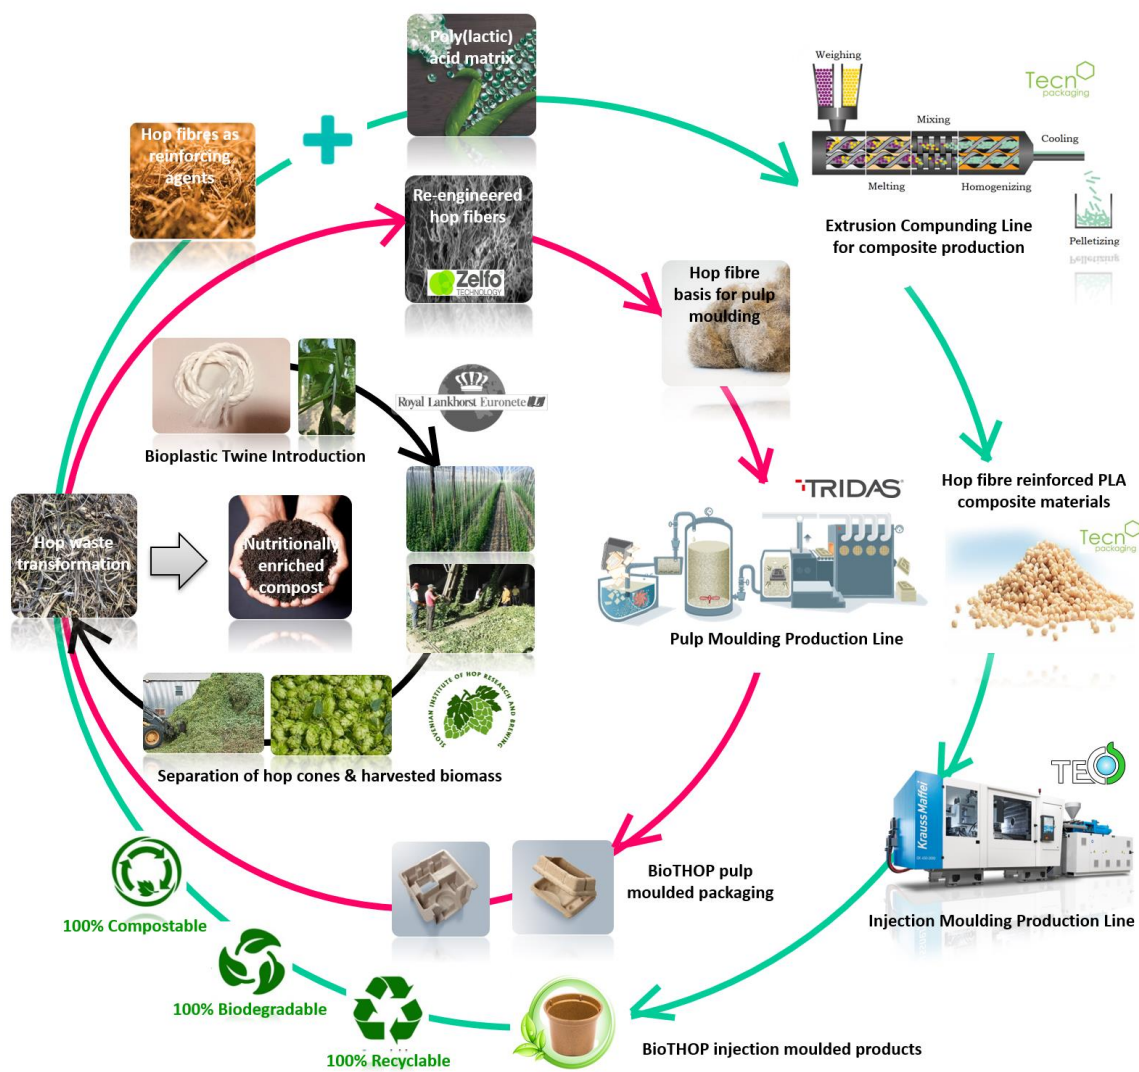 Poly(lactic)
acid matrix
Weighing
Tecn
packaging
Mixing
Cooling
Melting
Homogenizing
Pelletizing
Extrusion Compunding Line
for composite production
Hop fibres as
reinforcing
agents
Re-engineered
hop fibers
Zelfo
TECHNOLOGY
Hop fibre
basis for pulp
moulding
Royal Lankhorst Euronete
Bioplastic Twine Introduction
Hop waste
transformation
Nutritionally
enriched
compost
TRIDAS®
Pulp Moulding Production Line
Hop fibre reinforced PLA
composite materials
Tecn
packaging
SLOVENIAN INSTITUTE OF HOP RESEARCH AND BREWING
Separation of hop cones & harvested biomass
TECOS
KraussMaffei
Injection Moulding Production Line
BioTHOP pulp
moulded packaging
100% Compostable
100% Biodegradable
100% Recyclable
BioTHOP injection moulded products